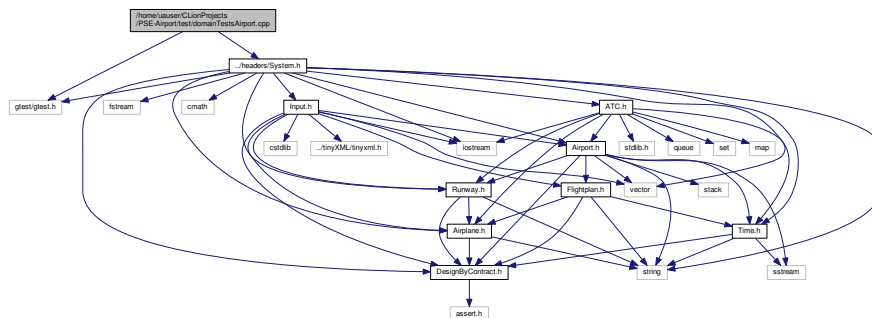 /home/uauser/CLionProjects
/PSE-Airport/test/domainTestsAirport.cpp
../headers/System.h
gtest/gtest.h
fstream
cmath
Input.h
ATC.h
cstdlib
../tinyXML/tinyxml.h
iostream
Airport.h
stdlib.h
queue
set
map
Runway.h
Flightplan.h
vector
stack
Airplane.h
Time.h
DesignByContract.h
string
sstream
assert.h